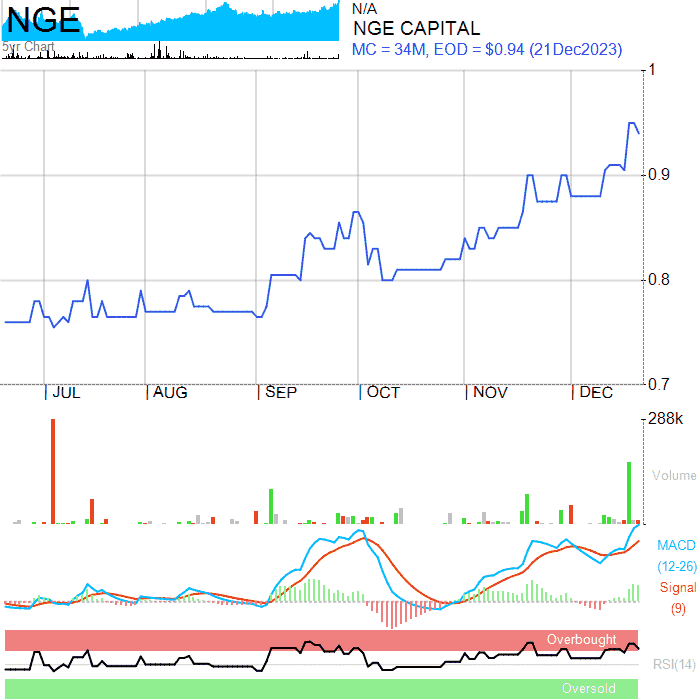 NGE
5yr Chart
N/A
NGE CAPITAL
MC = 34M, EOD = $0.94 (21Dec2023)
1
0.9
0.8
0.7
JUL AUG SEP OCT NOV DEC
288k
Volume
MACD
(12-26)
Signal
(9)
Overbought
RSI(14)
Oversold